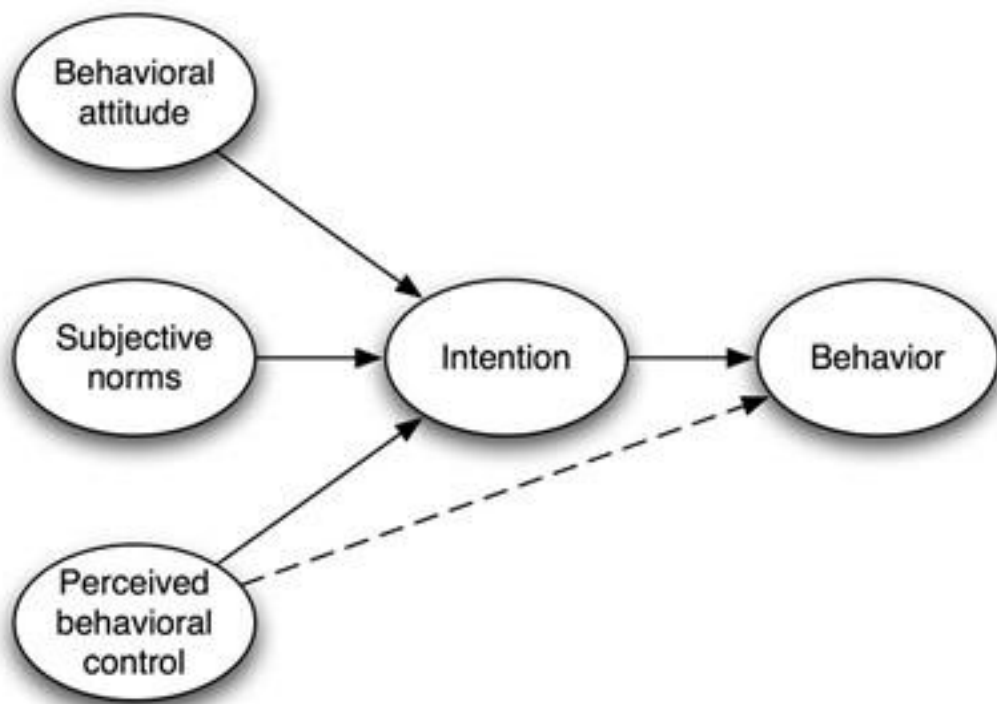 Behavioral
attitude
Subjective
norms
Intention
Behavior
Perceived
behavioral
control